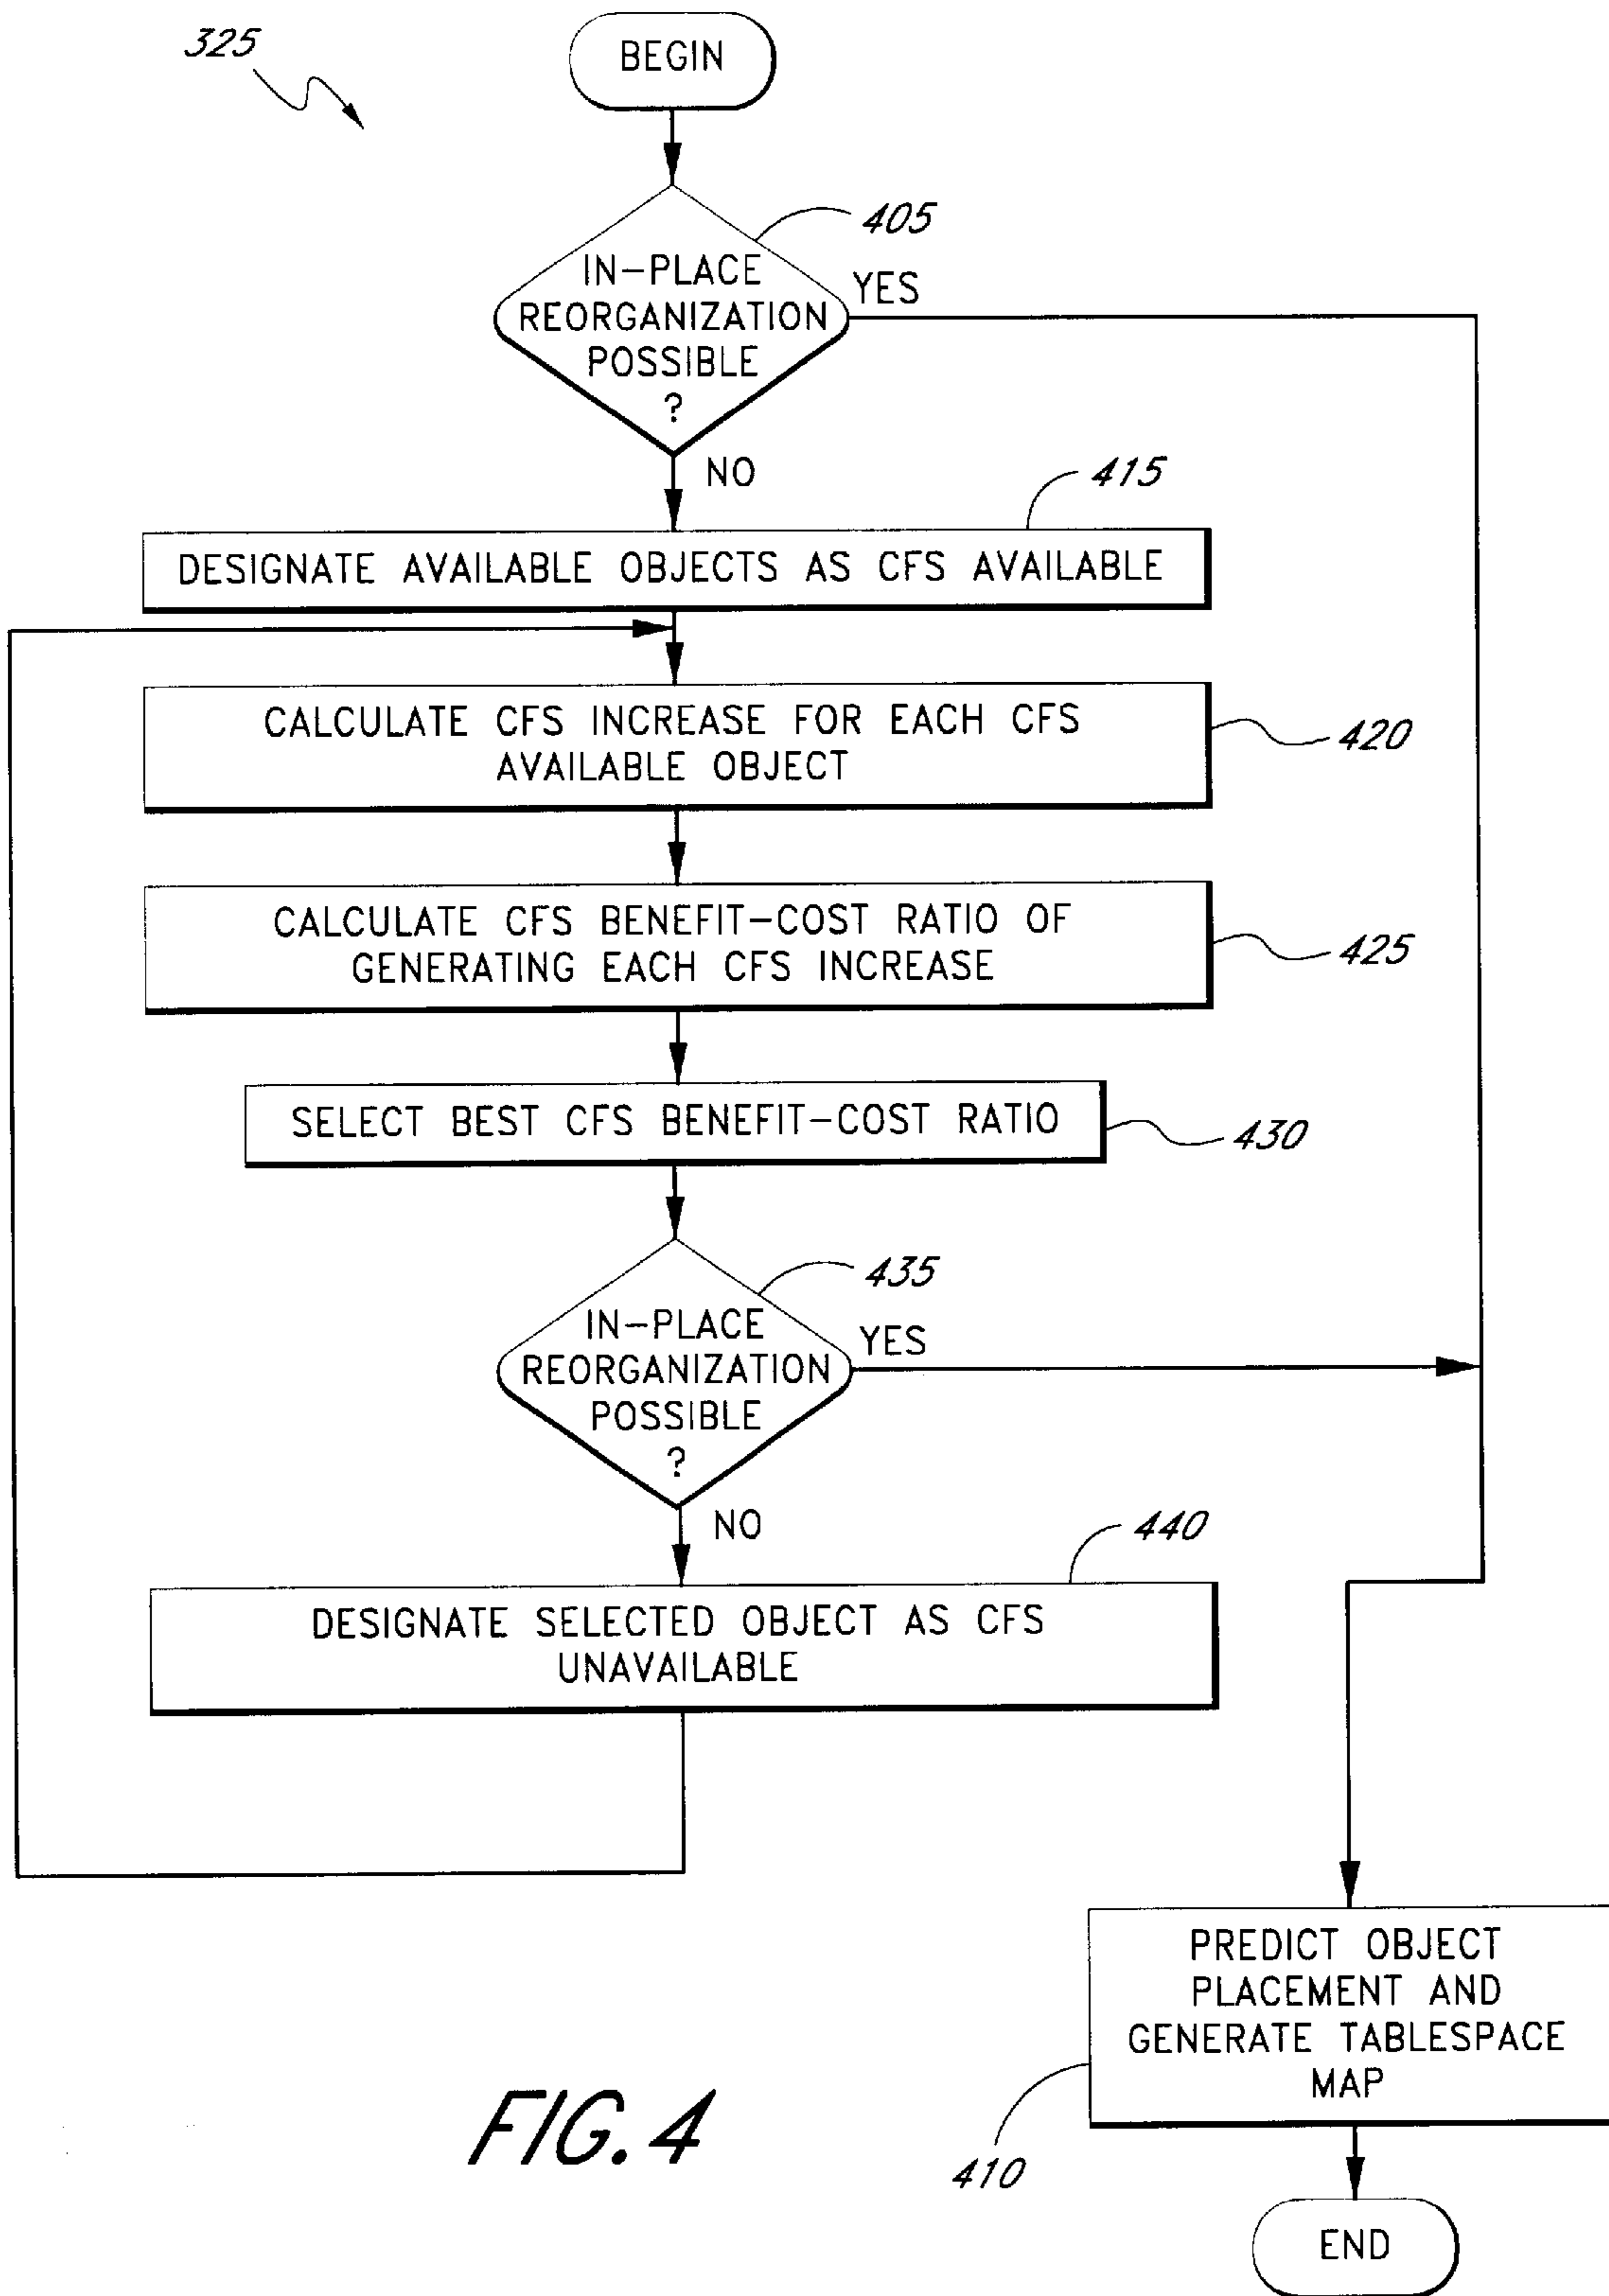 325
BEGIN
405
IN-PLACE
REORGANIZATION
POSSIBLE
?
YES
NO
415
DESIGNATE AVAILABLE OBJECTS AS CFS AVAILABLE
CALCULATE CFS INCREASE FOR EACH CFS
AVAILABLE OBJECT
420
CALCULATE CFS BENEFIT-COST RATIO OF
GENERATING EACH CFS INCREASE
425
SELECT BEST CFS BENEFIT-COST RATIO
430
435
IN-PLACE
REORGANIZATION
POSSIBLE
?
YES
NO
440
DESIGNATE SELECTED OBJECT AS CFS
UNAVAILABLE
PREDICT OBJECT
PLACEMENT AND
GENERATE TABLESPACE
MAP
410
END
FIG. 4